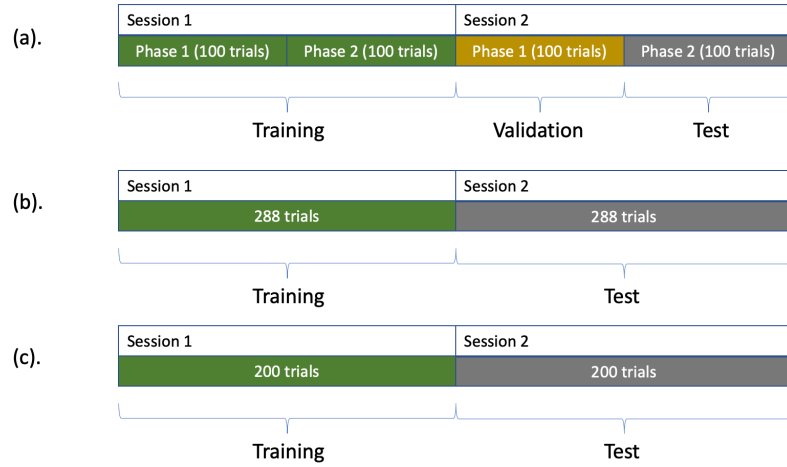 (a).
Session 1 Session 2
Phase 1 (100 trials) Phase 2 (100 trials) Phase 1 (100 trials) Phase 2 (100 trials)
Training Validation Test
(b).
Session 1 Session 2
288 trials 288 trials
Training Test
(c).
Session 1 Session 2
200 trials 200 trials
Training Test